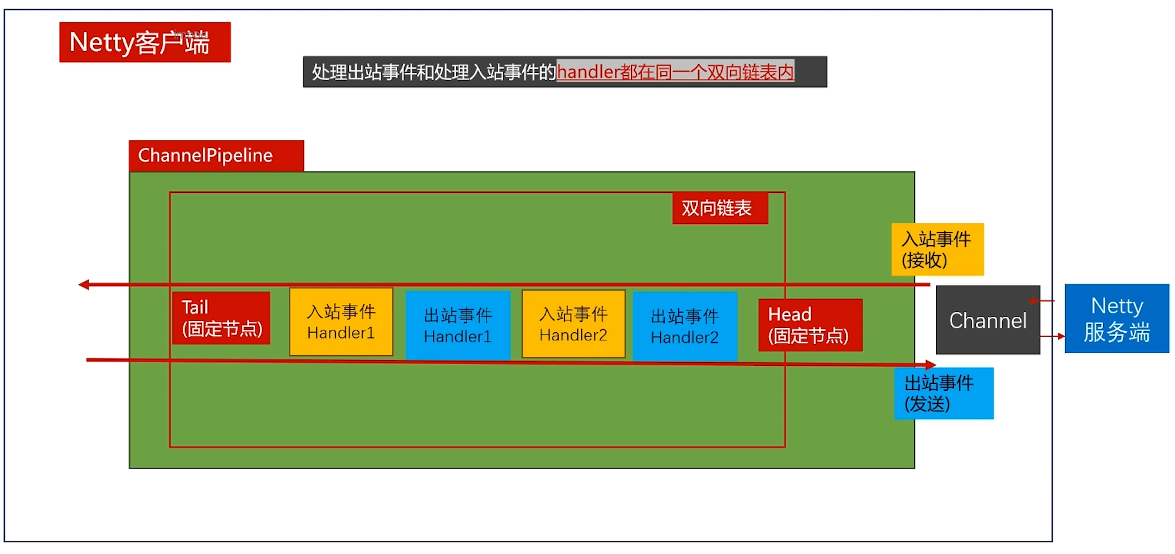 Netty客户端
处理出站事件和处理入站事件的handler都在同一个双向链表内
ChannelPipeline
双向链表
入站事件
(接收)
Tail
(固定节点)
入站事件
Handler1
出站事件
Handler1
入站事件
Handler2
出站事件
Handler2
Head
(固定节点)
Channel
Netty
服务端
出站事件
(发送)